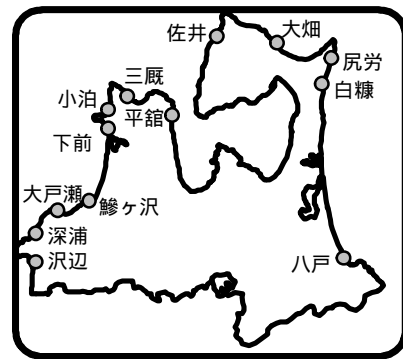 佐井
大畑
尻労
白糠
三厩
小泊
平舘
下前
大戸瀬
鰺ヶ沢
深浦
沢辺
八戸